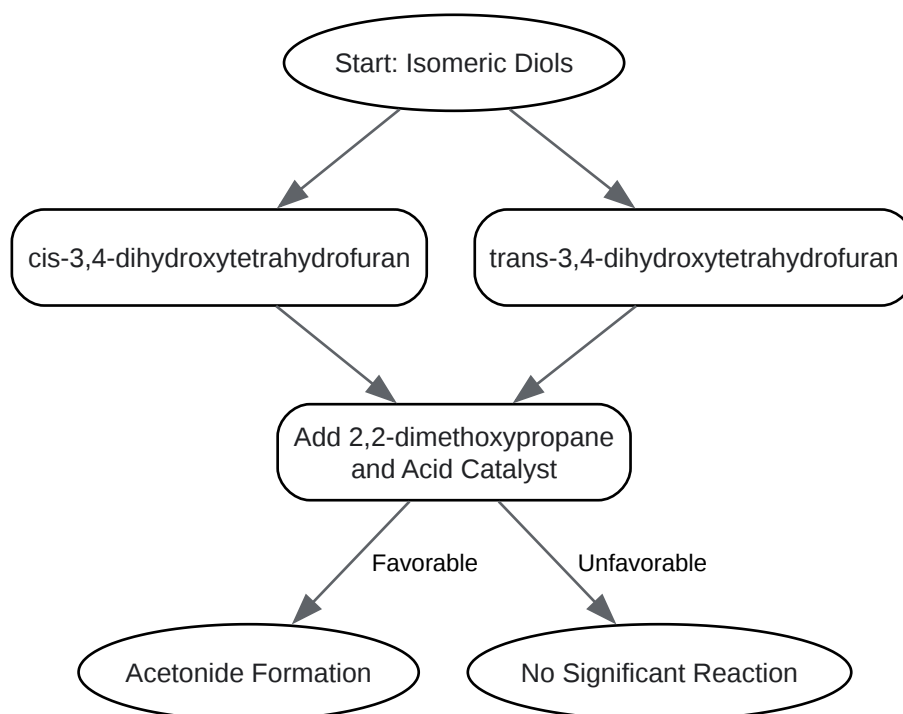 Start: Isomeric Diols
cis-3,4-dihydroxytetrahydrofuran
trans-3,4-dihydroxytetrahydrofuran
Add 2,2-dimethoxypropane
and Acid Catalyst
Favorable
Unfavorable
Acetonide Formation
No Significant Reaction